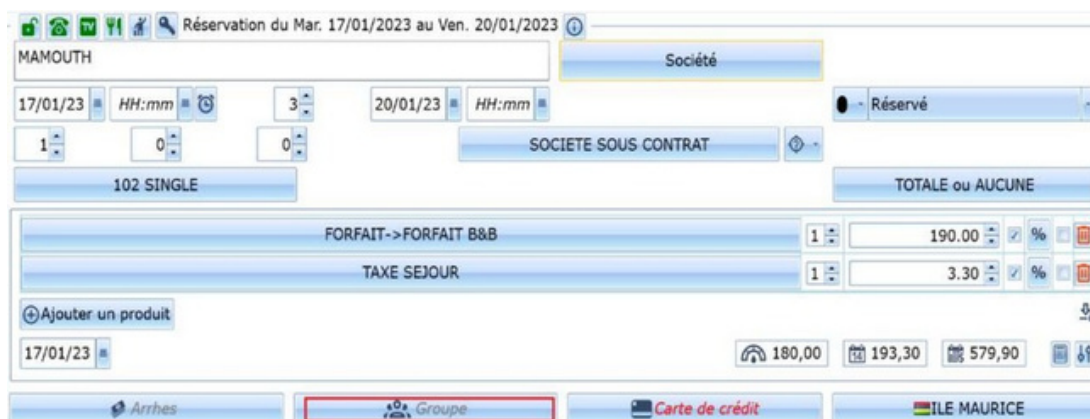 TV Réservation du Mar. 17/01/2023 au Ven. 20/01/2023
MAMOUTH Société
17/01/23 HH:mm 3 20/01/23 HH:mm Réservé
1 0 0 SOCIETE SOUS CONTRAT
102 SINGLE TOTALE ou AUCUNE
FORFAIT->FORFAIT B&B 1 190.00 %
TAXE SEJOUR 1 3.30 %
Ajouter un produit
17/01/23 180,00 14 193,30 579,90
Arrhes Groupe Carte de crédit ILE MAURICE